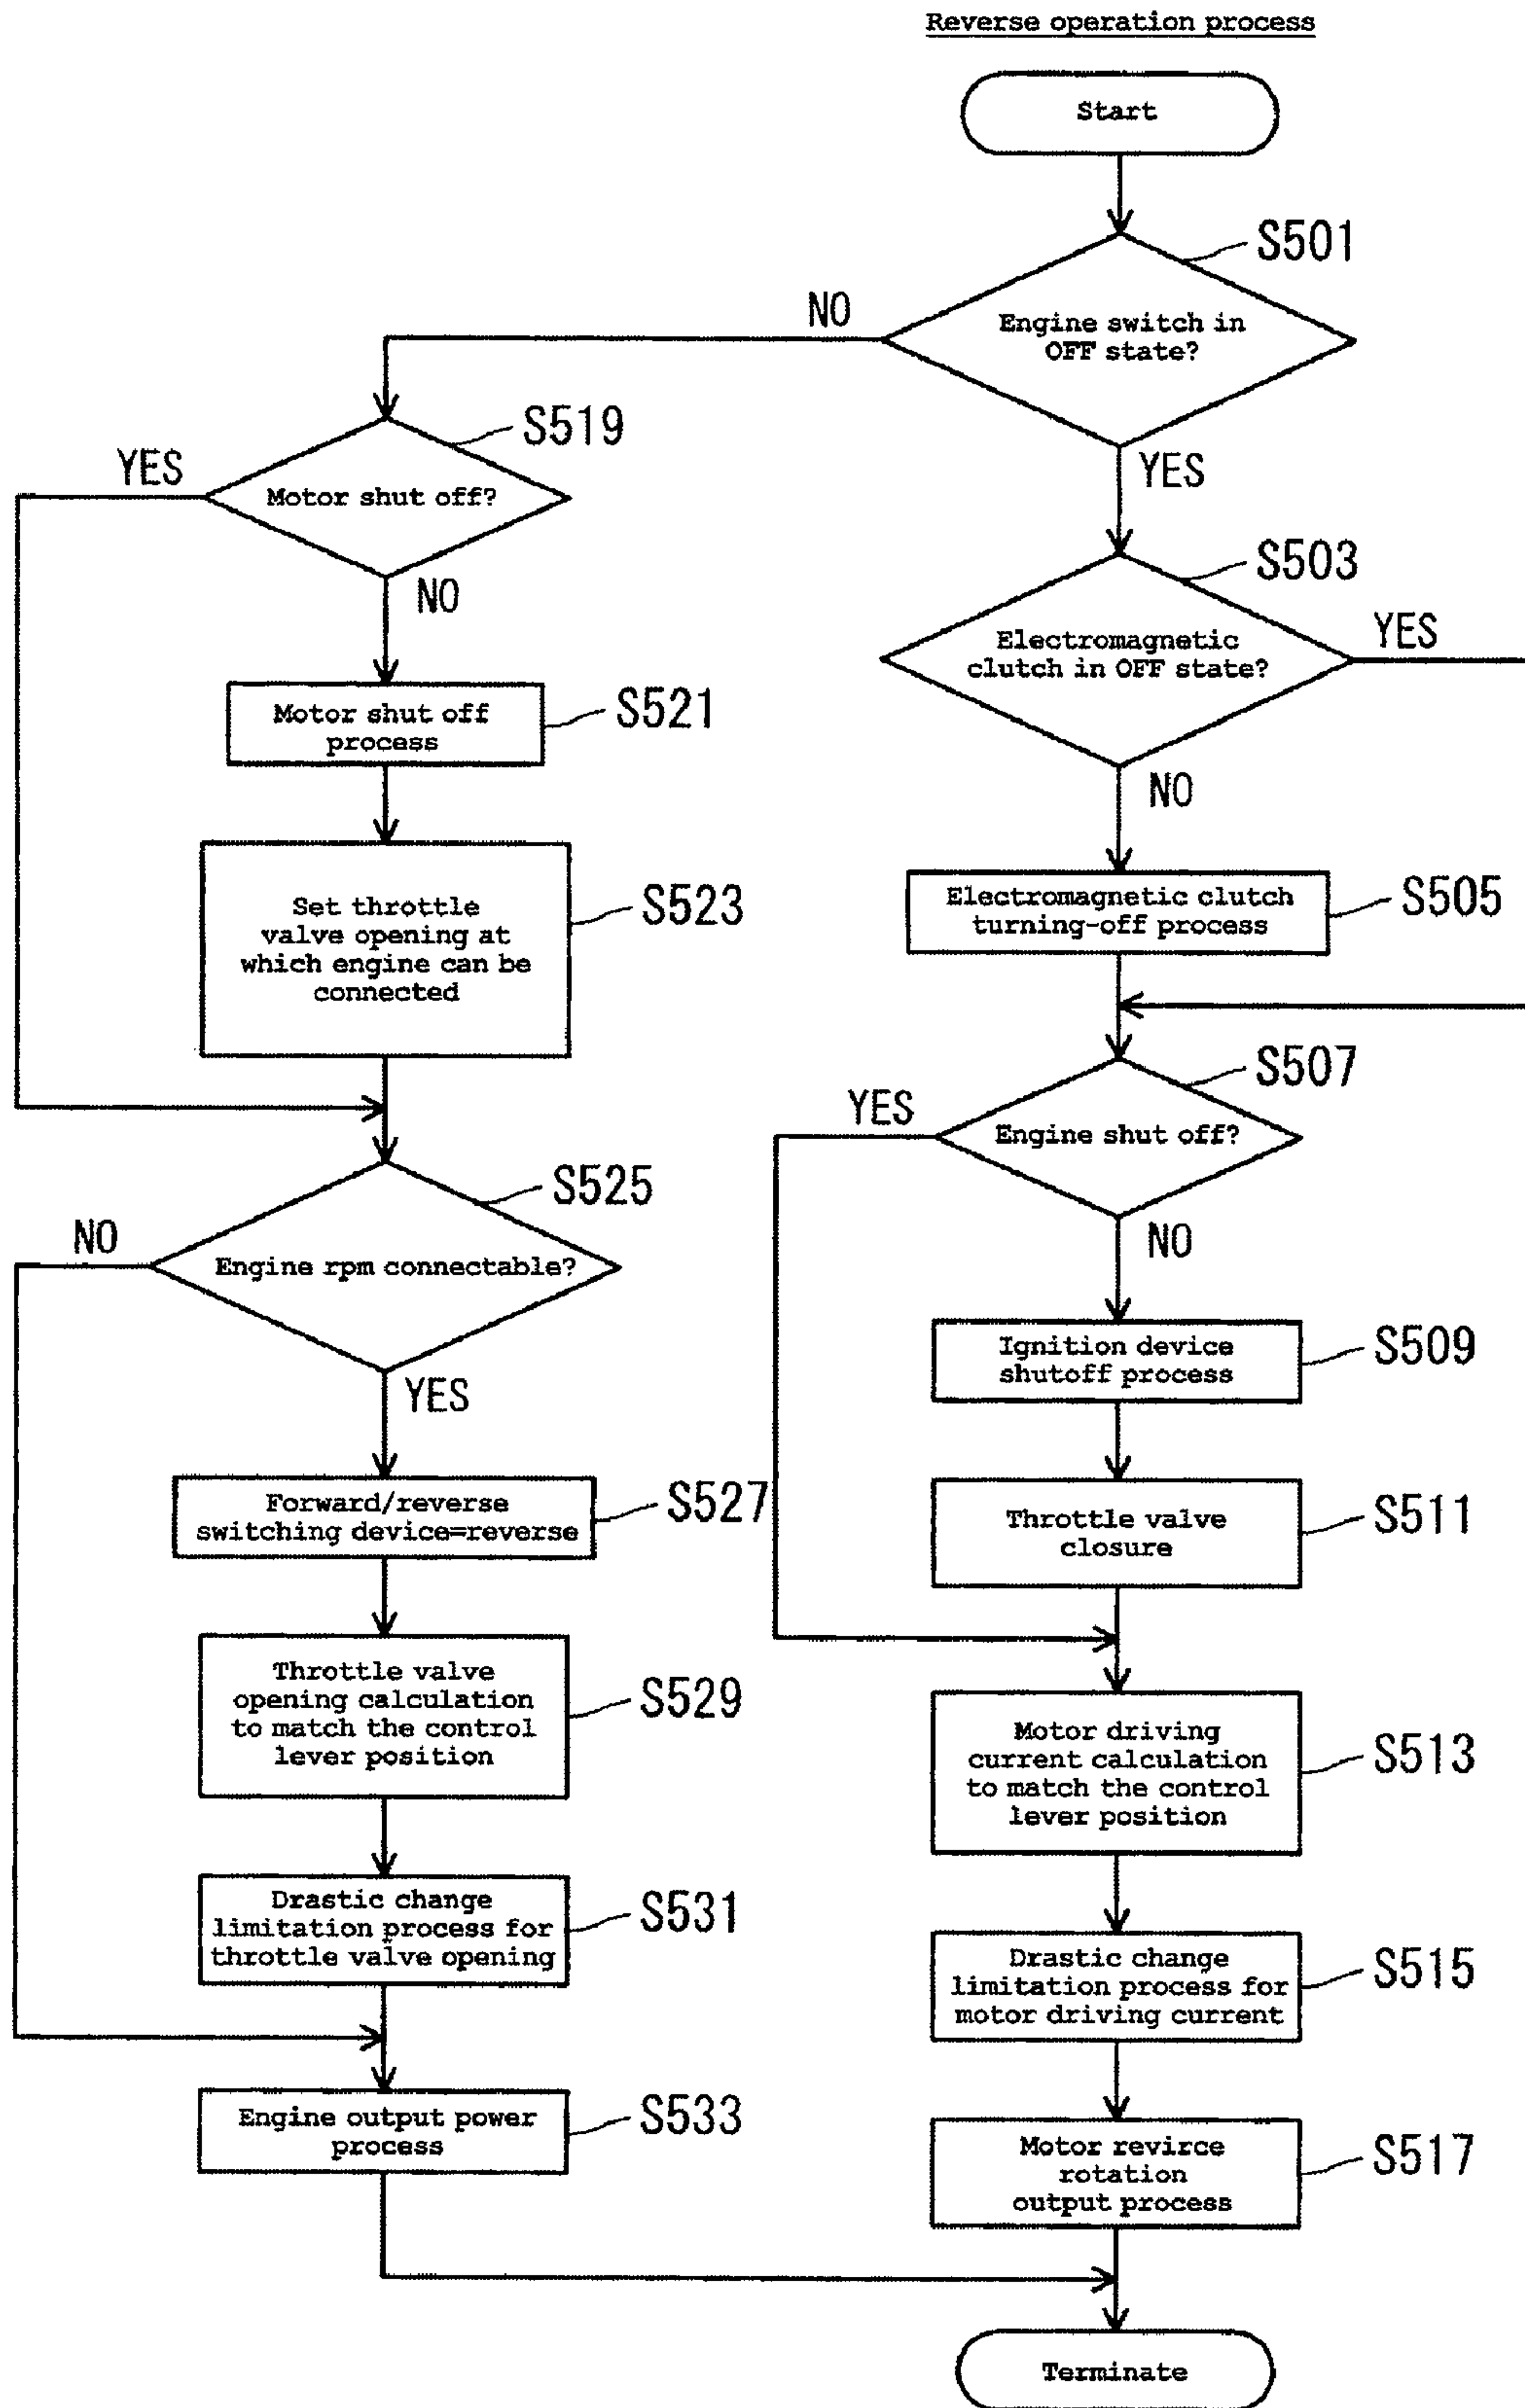 Reverse operation process
Start
S501
NO
Engine switch in
OFF state?
YES
S519
YES
Motor shut off?
NO
S503
YES
Electromagnetic
clutch in OFF state?
NO
Motor shut off
process
S521
Set throttle
valve opening at
which engine can be
connected
S523
Electromagnetic clutch
turning-off process
S505
S507
YES
Engine shut off?
NO
S525
NO
Engine rpm connectable?
YES
Ignition device
shutoff process
S509
Forward/reverse
switching device=reverse
S527
Throttle valve
closure
S511
Throttle valve
opening calculation
to match the control
lever position
S529
Motor driving
current calculation
to match the control
lever position
S513
Drastic change
limitation process for
throttle valve opening
S531
Drastic change
limitation process for
motor driving current
S515
Engine output power
process
S533
Motor revirce
rotation
output process
S517
Terminate